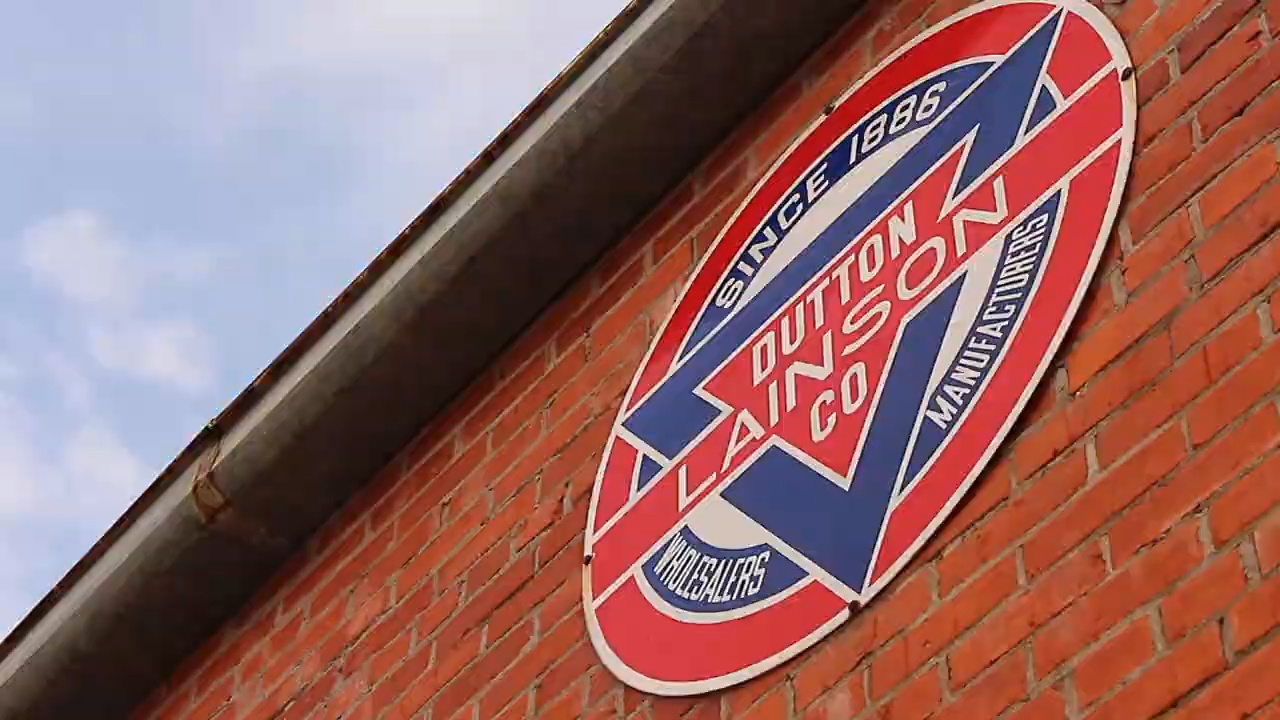 SINCE 1886
DUTTON
LAINSON
CO
MANUFACTURERS
WHOLESALERS